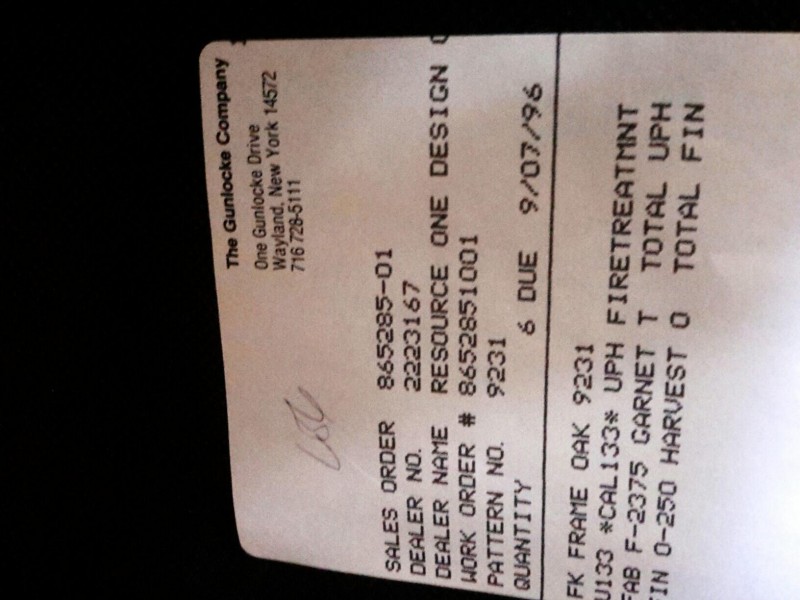 The Gunlocke Company
One Gunlocke Drive
Wayland, New York 14572
716 728-5111
SALES ORDER 865285-01
DEALER NO. 2223167
DEALER NAME RESOURCE ONE DESIGN
WORK ORDER # 8652851001
PATTERN NO. 9231
QUANTITY 6 DUE 9/07/96
FK FRAME OAK 9231
U133 *CAL133* UPH FIRETREATMNT
FAB F-2375 GARNET T TOTAL UPH
FIN O-250 HARVEST O TOTAL FIN